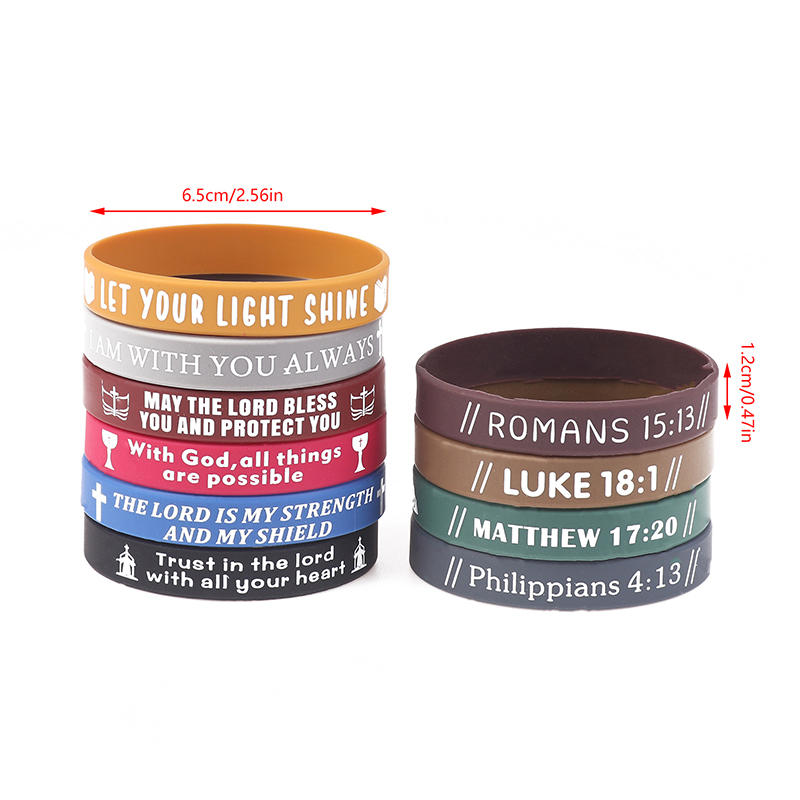 6.5cm/2.56in
LET YOUR LIGHT SHINE
I AM WITH YOU ALWAYS
MAY THE LORD BLESS
YOU AND PROTECT YOU
With God,all things
are possible
THE LORD IS MY STRENGTH
AND MY SHIELD
Trust in the lord
with all your heart
1.2cm/0.47in
// ROMANS 15:13//
// LUKE 18:1 //
// MATTHEW 17:20 //
// Philippians 4:13//